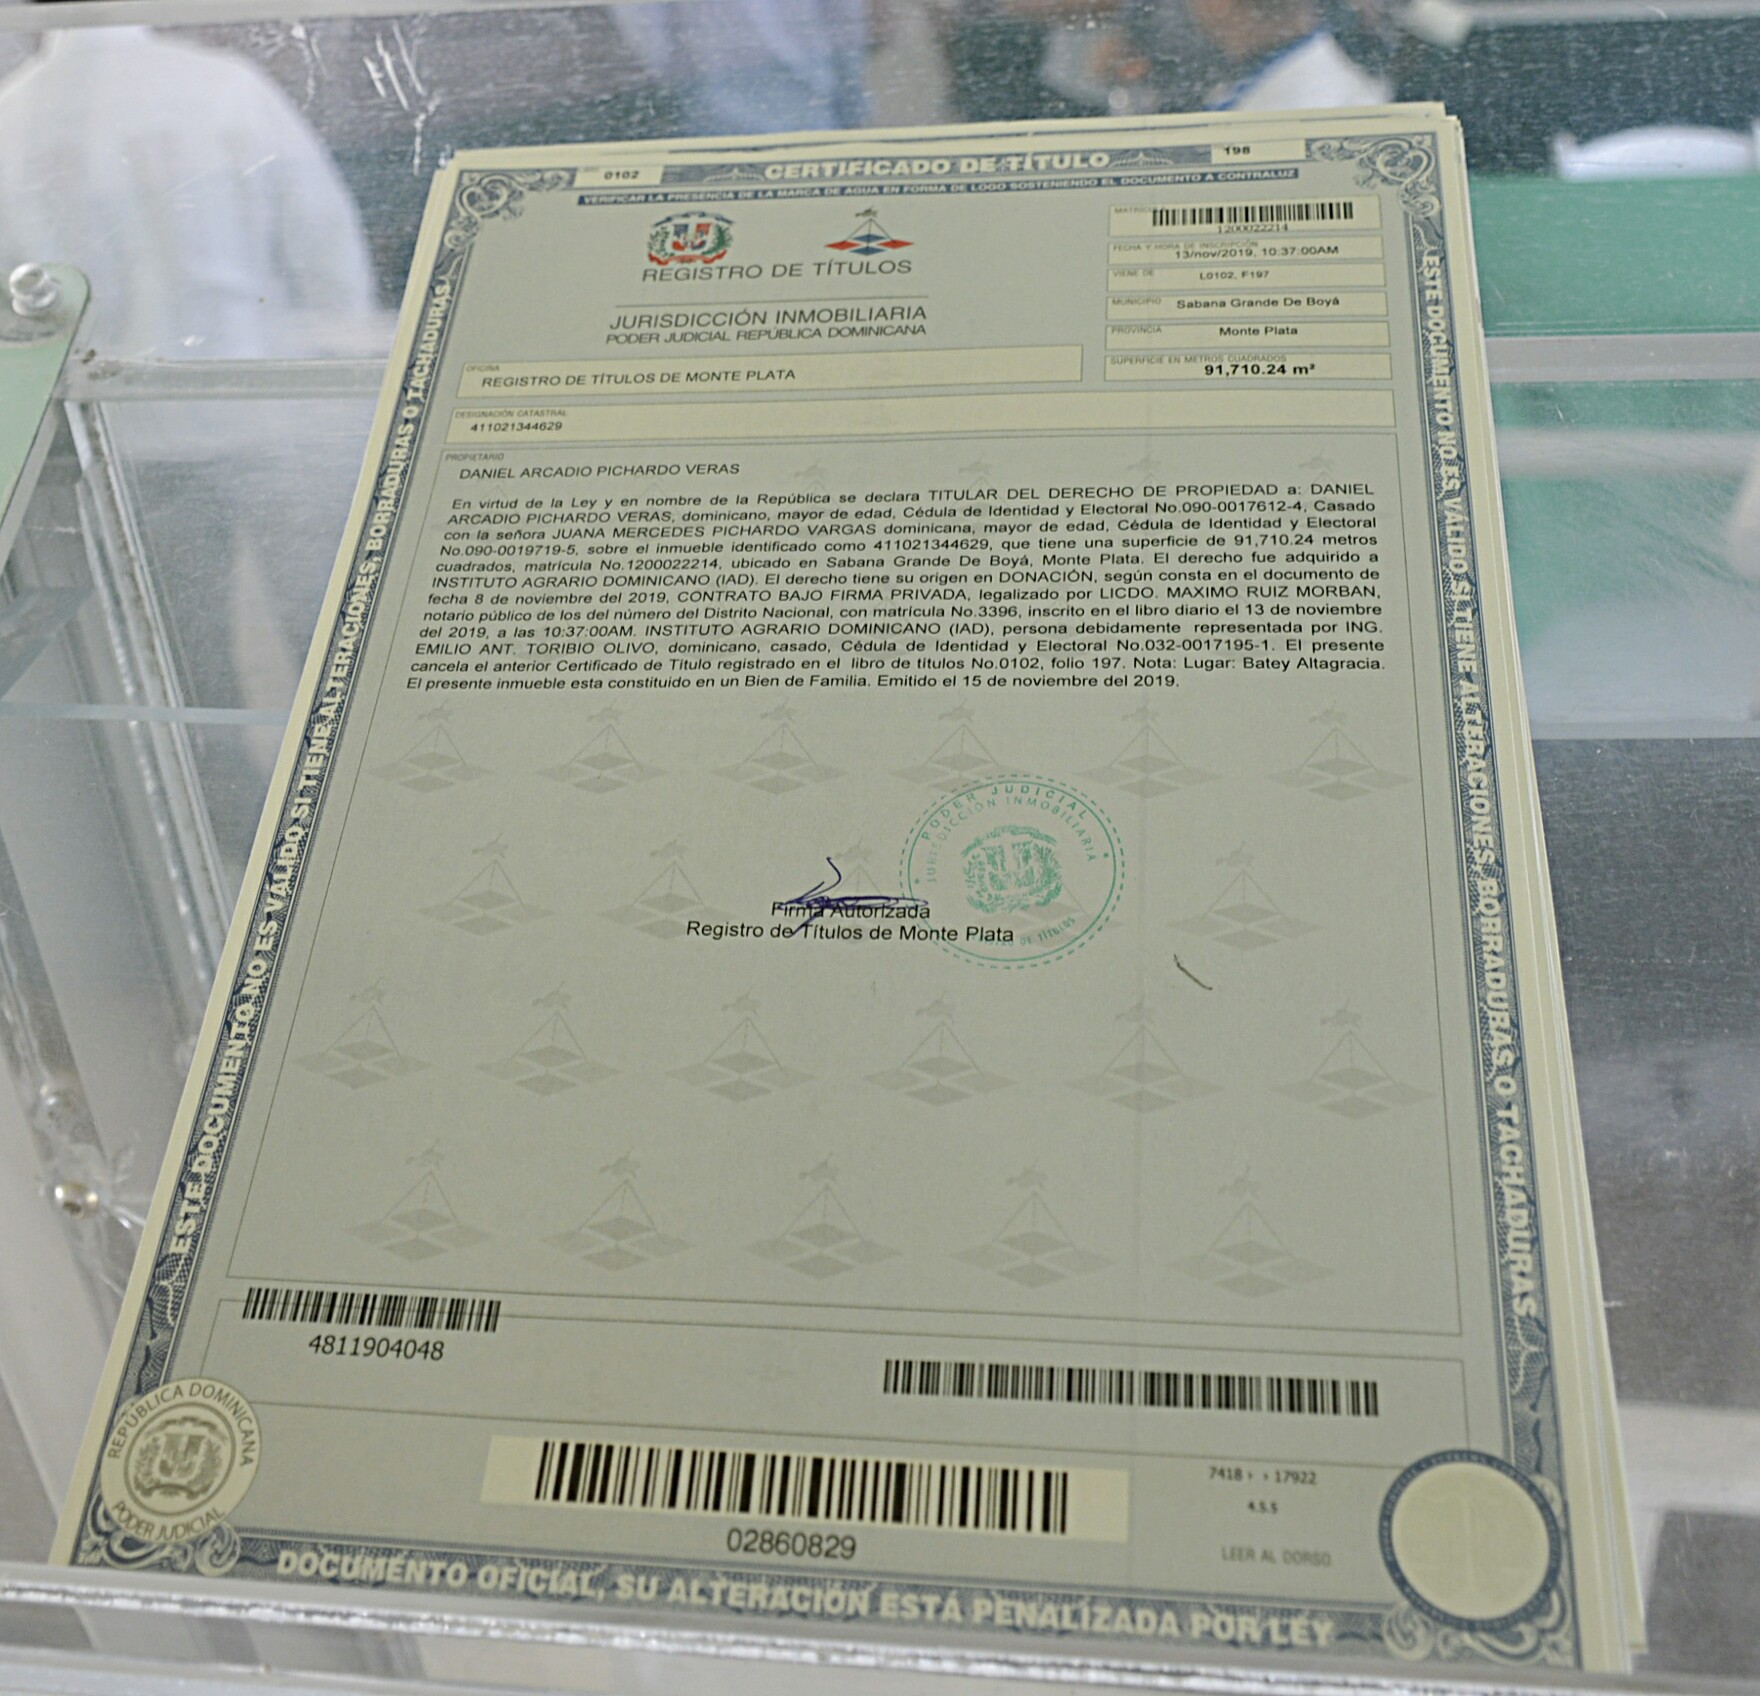 0102
CERTIFICADO DE TÍTULO
198
VERIFICAR LA PRESENCIA DE LA MARCA DE AGUA EN FORMA DE LOGO SOSTENIENDO EL DOCUMENTO A CONTRALUZ
REGISTRO DE TÍTULOS
JURISDICCIÓN INMOBILIARIA
PODER JUDICIAL REPÚBLICA DOMINICANA
MATRÍCULA
1200022214
FECHA Y HORA DE INSCRIPCIÓN
13/nov/2019, 10:37:00AM
VIENE DE
L0102, F197
MUNICIPIO
Sabana Grande De Boyá
PROVINCIA
Monte Plata
SUPERFICIE EN METROS CUADRADOS
91,710.24 m²
OFICINA
REGISTRO DE TÍTULOS DE MONTE PLATA
DESIGNACIÓN CATASTRAL
411021344629
PROPIETARIO
DANIEL ARCADIO PICHARDO VERAS
En virtud de la Ley y en nombre de la República se declara TITULAR DEL DERECHO DE PROPIEDAD a: DANIEL
ARCADIO PICHARDO VERAS, dominicano, mayor de edad, Cédula de Identidad y Electoral No.090-0017612-4, Casado
con la señora JUANA MERCEDES PICHARDO VARGAS dominicana, mayor de edad, Cédula de Identidad y Electoral
No.090-0019719-5, sobre el inmueble identificado como 411021344629, que tiene una superficie de 91,710.24 metros
cuadrados, matrícula No.1200022214, ubicado en Sabana Grande De Boyá, Monte Plata. El derecho fue adquirido a
INSTITUTO AGRARIO DOMINICANO (IAD). El derecho tiene su origen en DONACIÓN, según consta en el documento de
fecha 8 de noviembre del 2019, CONTRATO BAJO FIRMA PRIVADA, legalizado por LICDO. MAXIMO RUIZ MORBAN,
notario público de los del número del Distrito Nacional, con matrícula No.3396, inscrito en el libro diario el 13 de noviembre
del 2019, a las 10:37:00AM. INSTITUTO AGRARIO DOMINICANO (IAD), persona debidamente representada por ING.
EMILIO ANT. TORIBIO OLIVO, dominicano, casado, Cédula de Identidad y Electoral No.032-0017195-1. El presente
cancela el anterior Certificado de Título registrado en el libro de títulos No.0102, folio 197. Nota: Lugar: Batey Altagracia.
El presente inmueble esta constituido en un Bien de Familia. Emitido el 15 de noviembre del 2019.
PODER JUDICIAL
JURISDICCIÓN INMOBILIARIA
DE TÍTULOS
Firma Autorizada
Registro de Títulos de Monte Plata
ESTE DOCUMENTO NO ES VÁLIDO SI TIENE ALTERACIONES, BORRADURAS O TACHADURAS
ESTE DOCUMENTO NO ES VÁLIDO SI TIENE ALTERACIONES, BORRADURAS O TACHADURAS
4811904048
REPÚBLICA DOMINICANA
PODER JUDICIAL
02860829
7418 > > 17922
4.5.5
LEER AL DORSO
DOCUMENTO OFICIAL, SU ALTERACIÓN ESTÁ PENALIZADA POR LEY